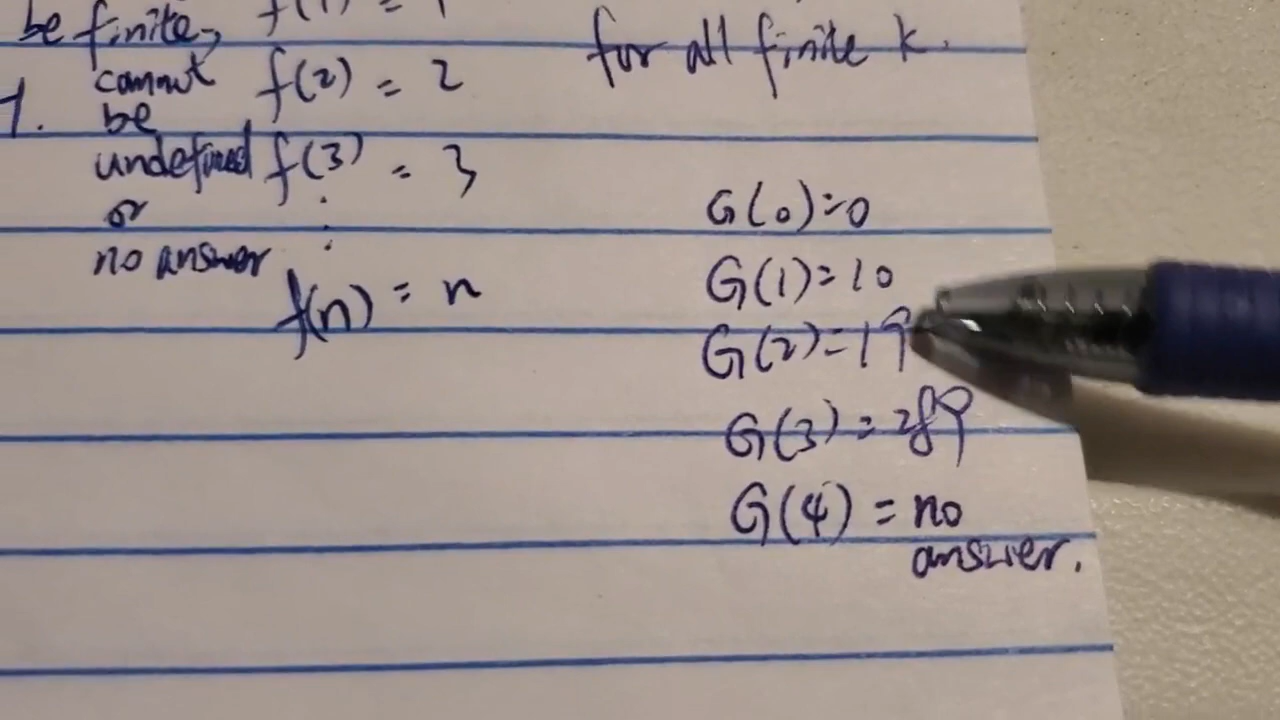 be finite, f(1) = 1
for all finite k.
cannot f(2) = 2
1. be
undefined f(3) = 3
or :
no answer :
f(n) = n
G(0)=0
G(1)=10
G(2)=19
G(3)=289
G(4) = no
answer.